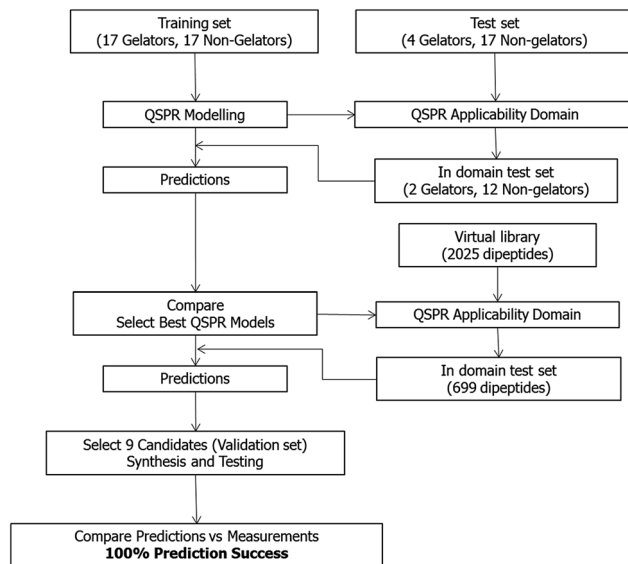 Training set
(17 Gelators, 17 Non-Gelators)
Test set
(4 Gelators, 17 Non-gelators)
QSPR Modelling
QSPR Applicability Domain
Predictions
In domain test set
(2 Gelators, 12 Non-gelators)
Virtual library
(2025 dipeptides)
Compare
Select Best QSPR Models
QSPR Applicability Domain
Predictions
In domain test set
(699 dipeptides)
Select 9 Candidates (Validation set)
Synthesis and Testing
Compare Predictions vs Measurements
100% Prediction Success